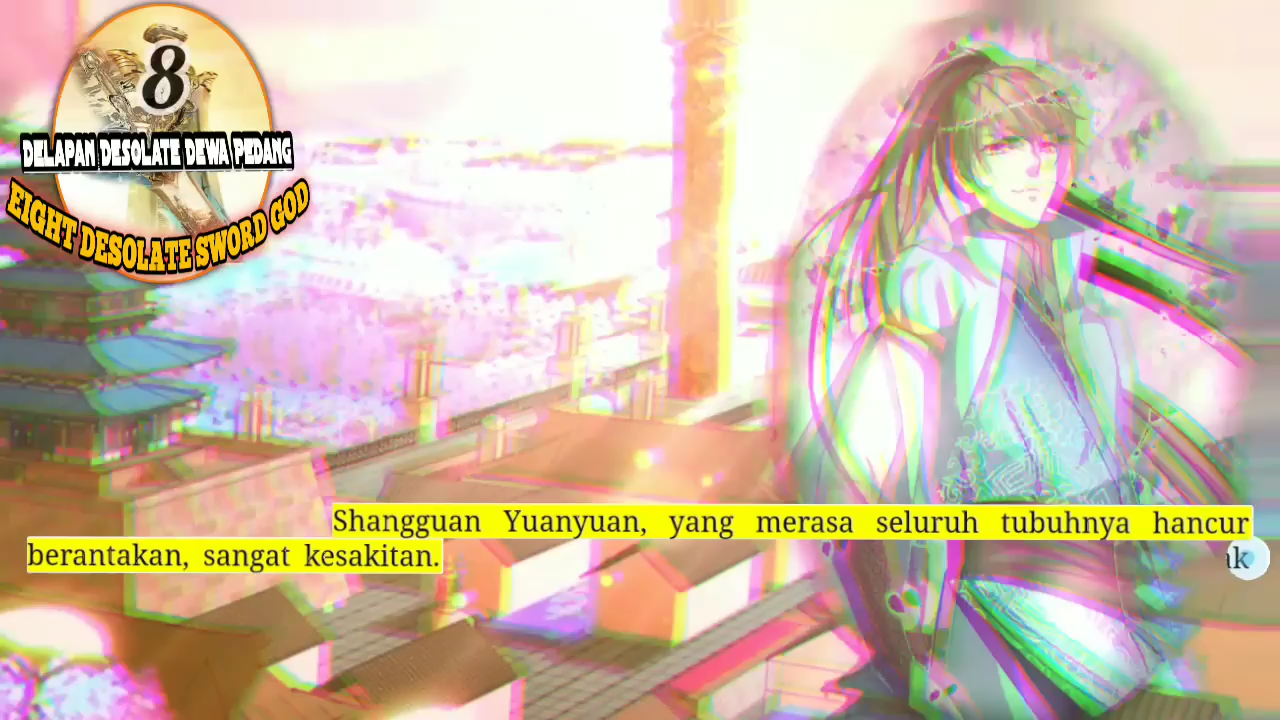 8
DELAPAN DESOLATE DEWA PEDANG
EIGHT DESOLATE SWORD GOD
Shangguan Yuanyuan, yang merasa seluruh tubuhnya hancur
berantakan, sangat kesakitan.